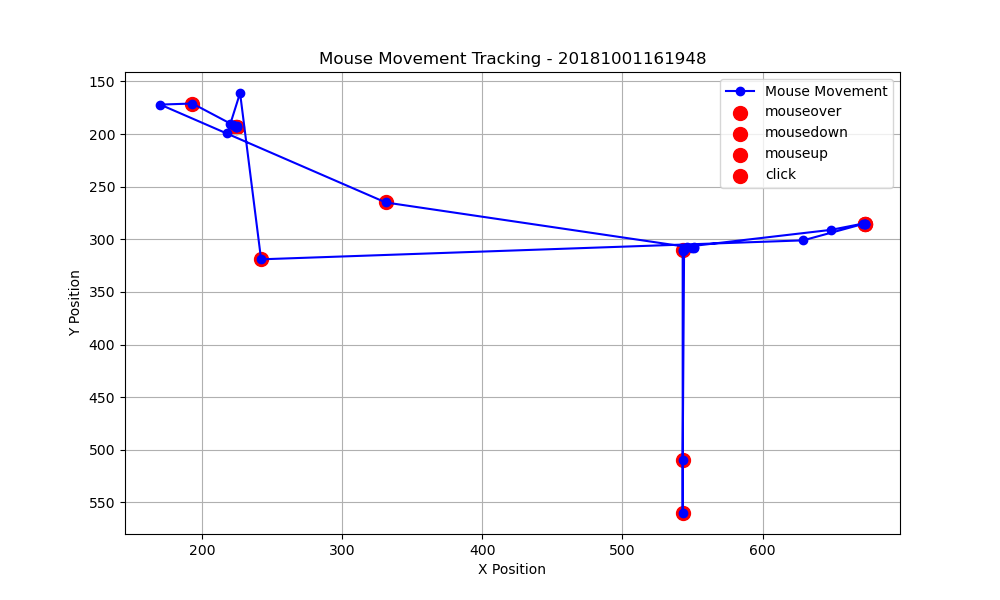 Mouse Movement Tracking - 20181001161948
Mouse Movement
mouseover
mousedown
mouseup
click
150
200
250
300
350
400
450
500
550
Y Position
200
300
400
500
600
X Position